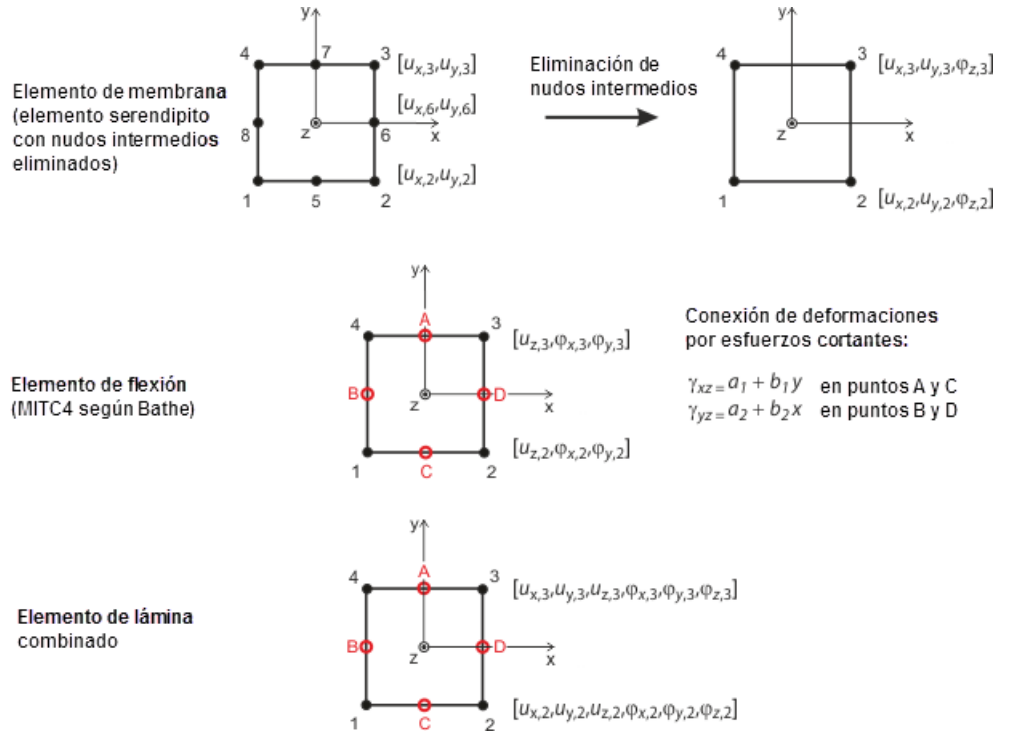 y
4
7
3
[u_x,3,u_y,3]
Elemento de membrana
(elemento serendipito
con nudos intermedios
eliminados)
[u_x,6,u_y,6]
8
z
6
x
[u_x,2,u_y,2]
1
5
2
Eliminación de
nudos intermedios
y
4
3
[u_x,3,u_y,3,φ_z,3]
z
x
1
2
[u_x,2,u_y,2,φ_z,2]
y
4
A
3
[u_z,3,φ_x,3,φ_y,3]
Elemento de flexión
(MITC4 según Bathe)
B
z
D
x
1
C
2
[u_z,2,φ_x,2,φ_y,2]
Conexión de deformaciones
por esfuerzos cortantes:
γ_xz = a_1 + b_1 y en puntos A y C
γ_yz = a_2 + b_2 x en puntos B y D
y
4
A
3
[u_x,3,u_y,3,u_z,3,φ_x,3,φ_y,3,φ_z,3]
Elemento de lámina
combinado
B
z
D
x
1
C
2
[u_x,2,u_y,2,u_z,2,φ_x,2,φ_y,2,φ_z,2]